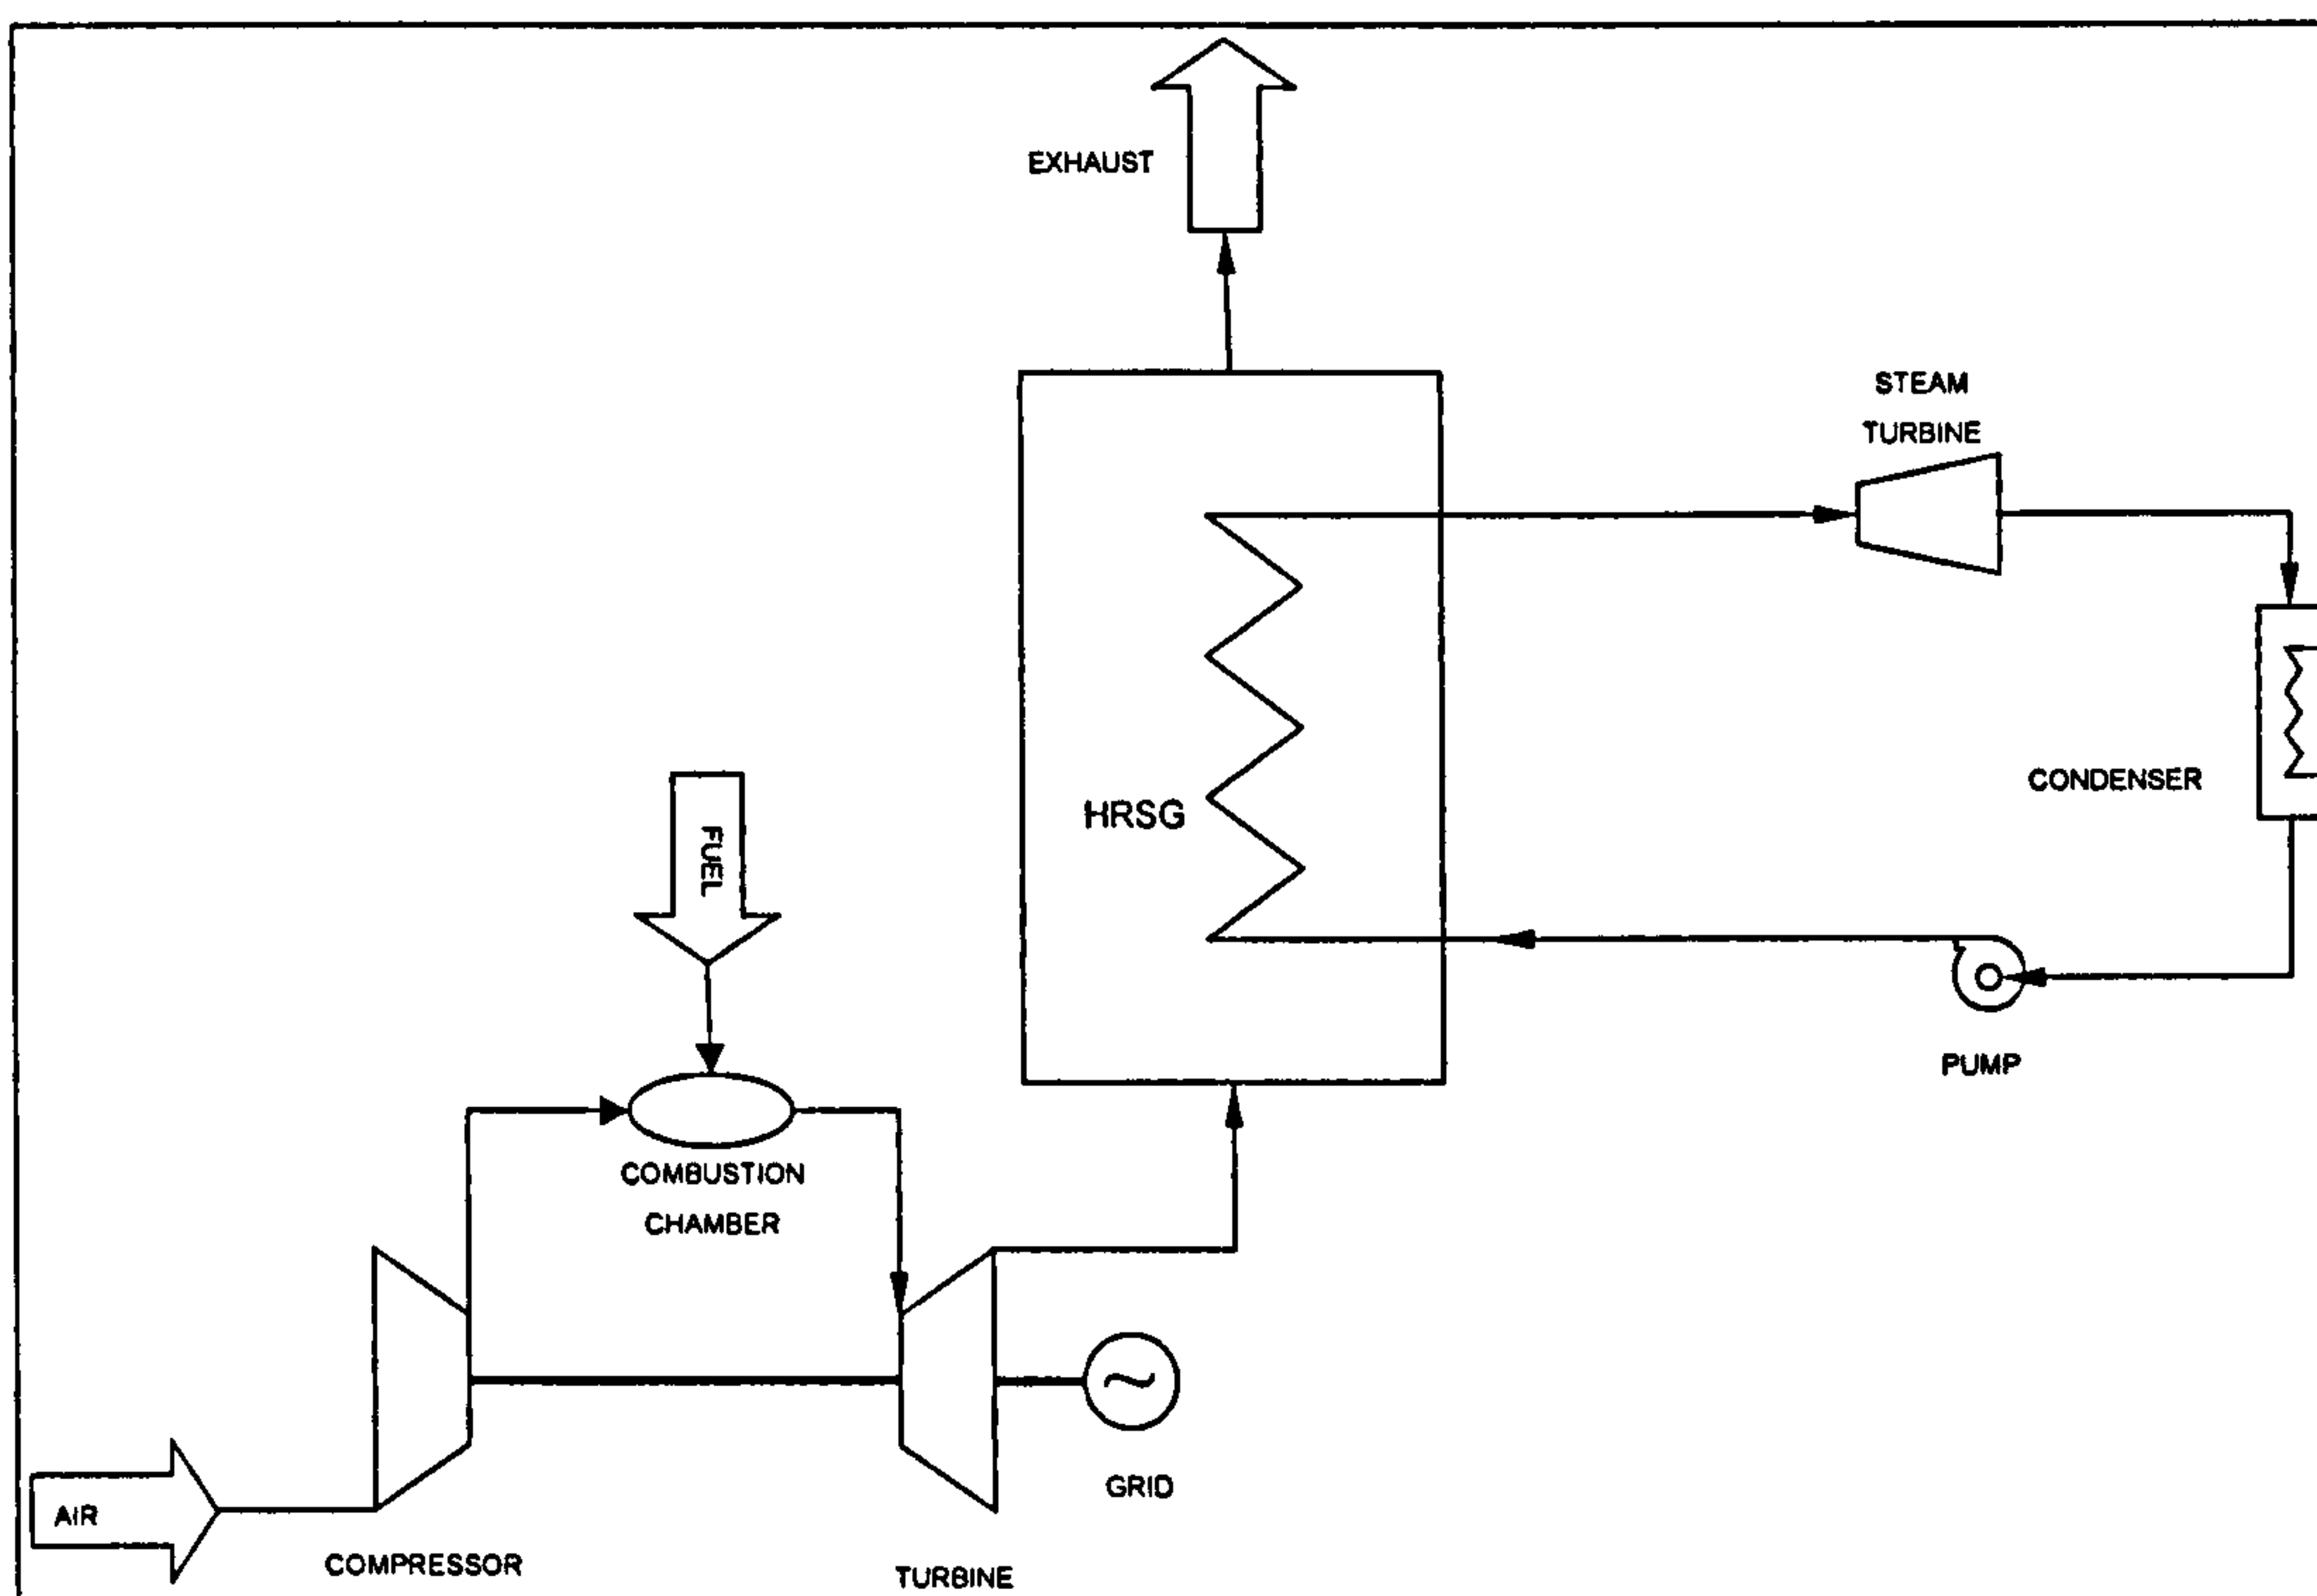 EXHAUST
STEAM
TURBINE
CONDENSER
HRSG
FUEL
PUMP
COMBUSTION
CHAMBER
GRID
AIR
COMPRESSOR
TURBINE